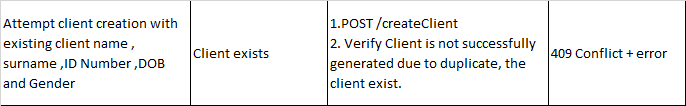 Attempt client creation with
existing client name ,
surname ,ID Number ,DOB
and Gender
Client exists
1.POST /createClient
2. Verify Client is not successfully
generated due to duplicate, the
client exist.
409 Conflict + error